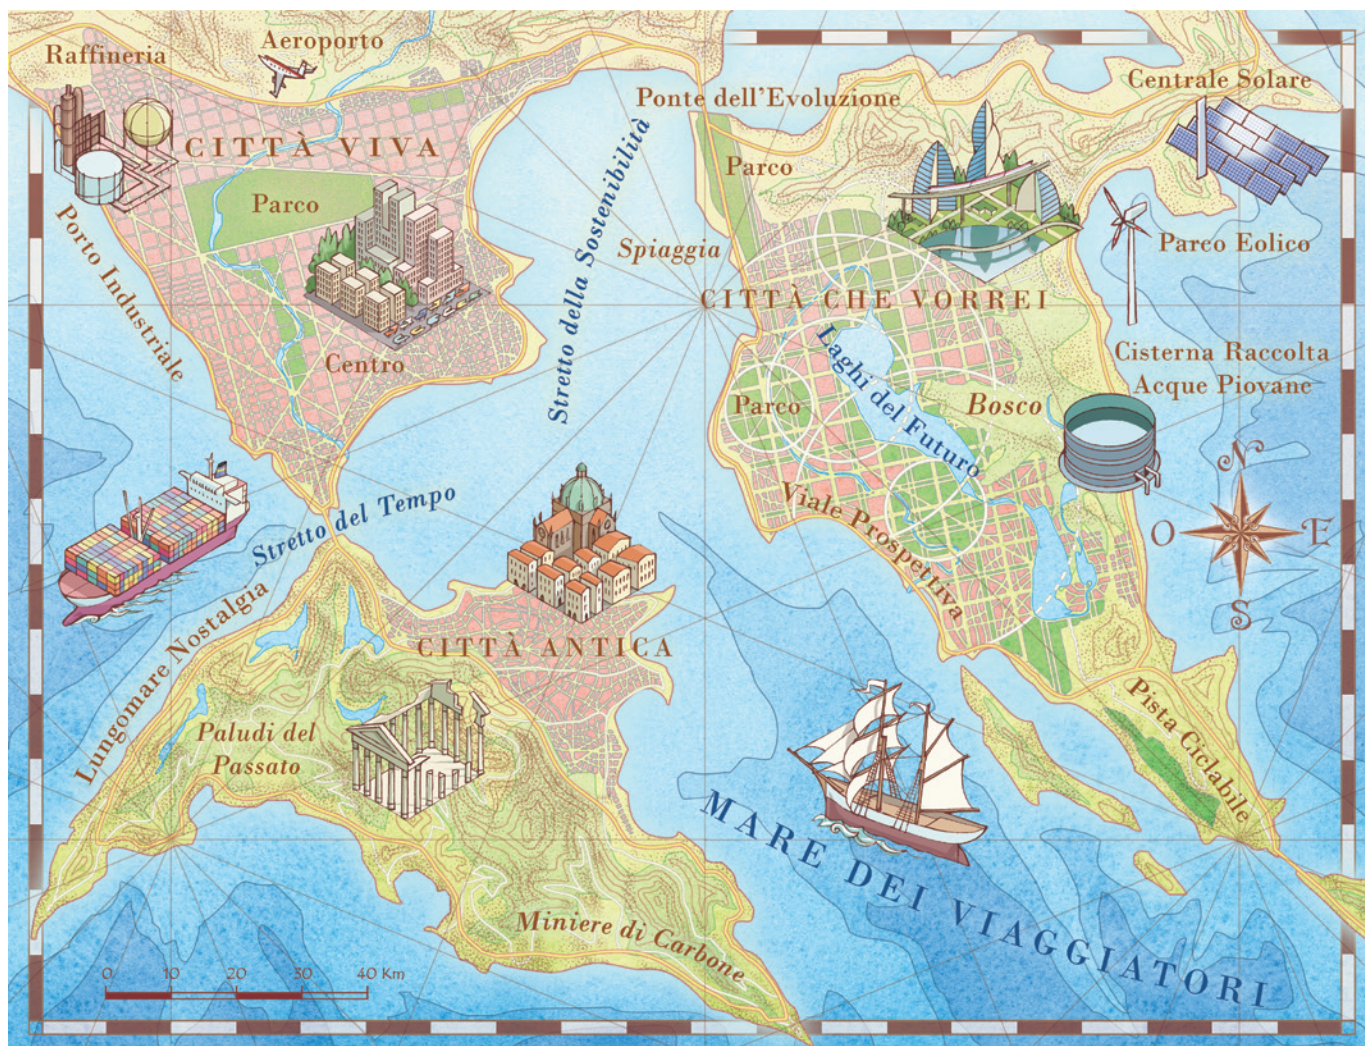 Raffineria
Aeroporto
Ponte dell'Evoluzione
Centrale Solare
CITTÀ VIVA
Parco
Parco
Porto Industriale
Spiaggia
Stretto della Sostenibilità
Parco Eolico
CITTÀ CHE VORREI
Centro
Laghi del Futuro
Cisterna Raccolta
Acque Piovane
Parco
Bosco
N
O
E
S
Stretto del Tempo
Viale Prospettiva
Lungomare Nostalgia
CITTÀ ANTICA
Paludi del
Passato
Pista Ciclabile
MARE DEI VIAGGIATORI
Miniere di Carbone
0 10 20 30 40 Km